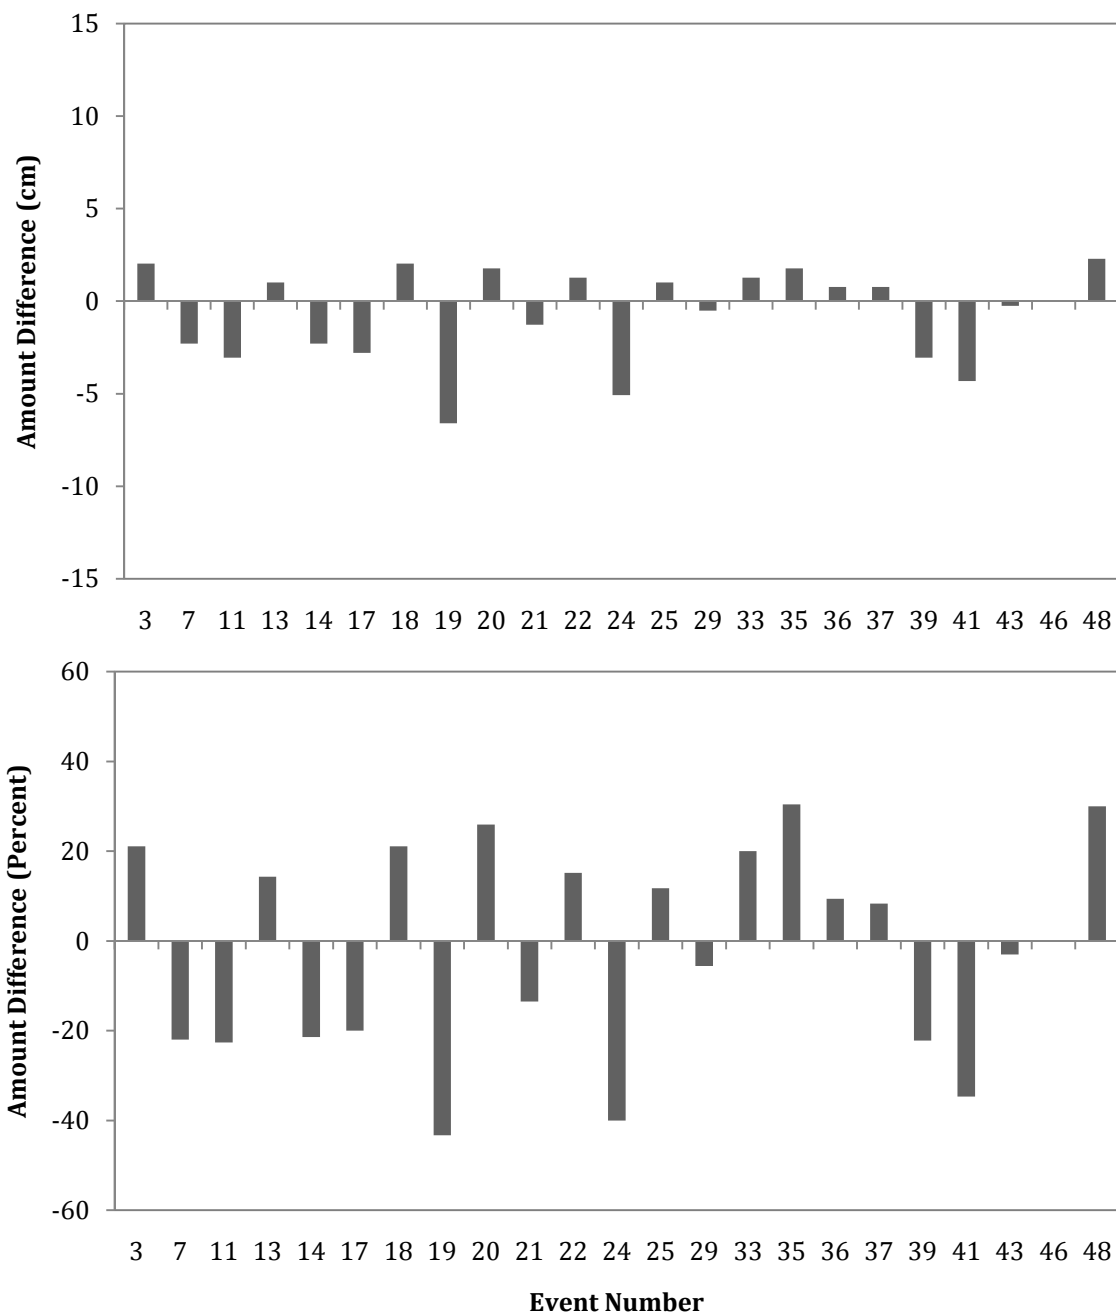 15
10
5
0
-5
-10
-15
Amount Difference (cm)
3 7 11 13 14 17 18 19 20 21 22 24 25 29 33 35 36 37 39 41 43 46 48
60
40
20
0
-20
-40
-60
Amount Difference (Percent)
3 7 11 13 14 17 18 19 20 21 22 24 25 29 33 35 36 37 39 41 43 46 48
Event Number